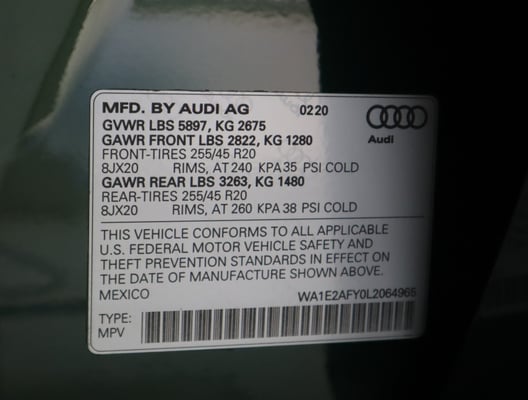 MFD. BY AUDI AG 0220
GVWR LBS 5897, KG 2675
GAWR FRONT LBS 2822, KG 1280
Audi
FRONT-TIRES 255/45 R20
8JX20 RIMS, AT 240 KPA 35 PSI COLD
GAWR REAR LBS 3263, KG 1480
REAR-TIRES 255/45 R20
8JX20 RIMS, AT 260 KPA 38 PSI COLD
THIS VEHICLE CONFORMS TO ALL APPLICABLE
U.S. FEDERAL MOTOR VEHICLE SAFETY AND
THEFT PREVENTION STANDARDS IN EFFECT ON
THE DATE OF MANUFACTURE SHOWN ABOVE.
MEXICO WA1E2AFY0L2064965
TYPE:
MPV